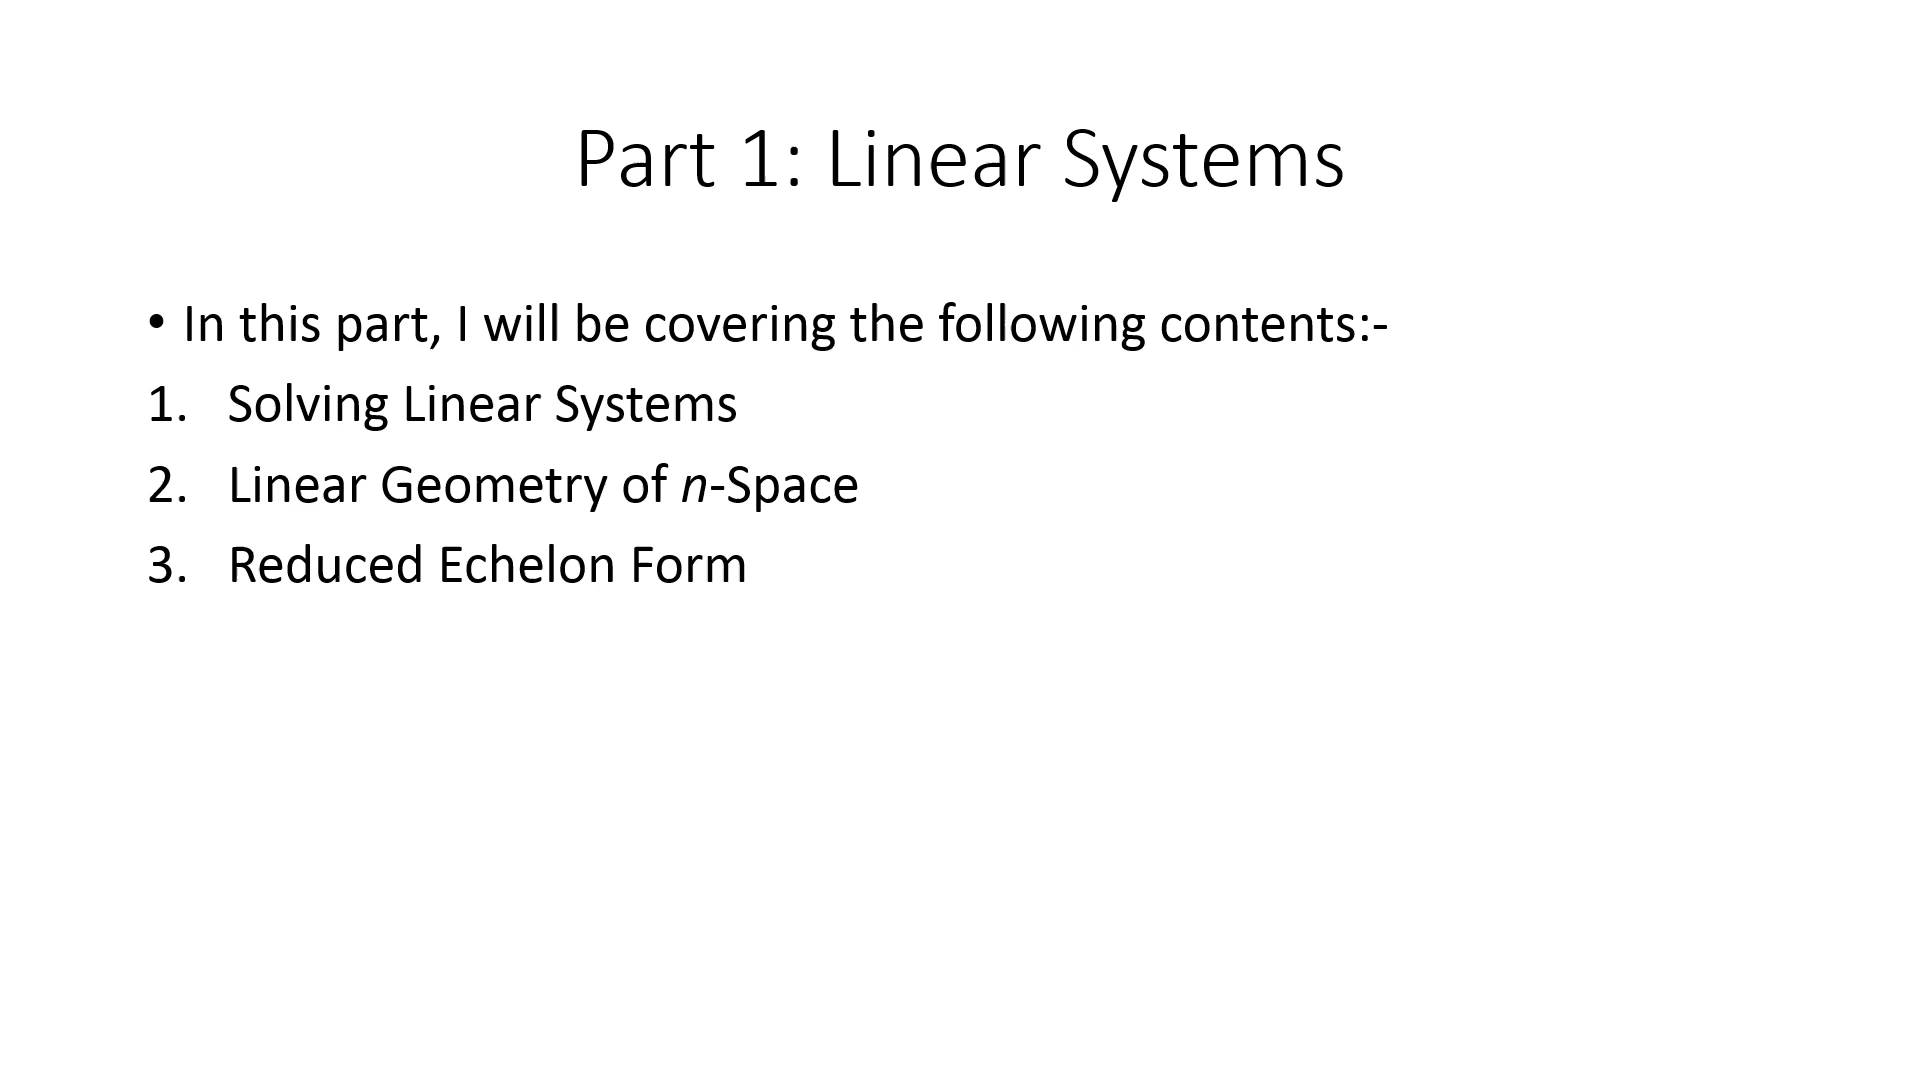 Part 1: Linear Systems
• In this part, I will be covering the following contents:-
1. Solving Linear Systems
2. Linear Geometry of n-Space
3. Reduced Echelon Form